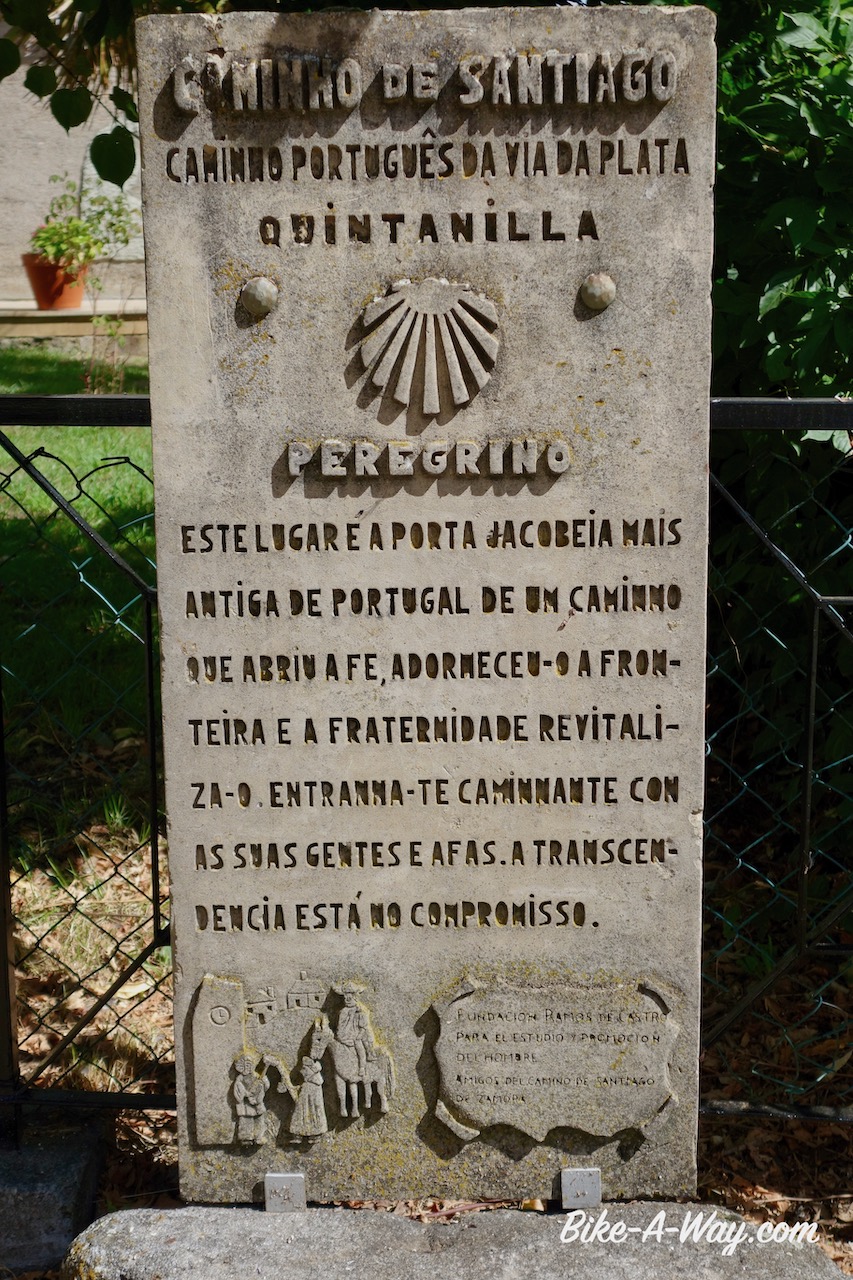 CAMINHO DE SANTIAGO
CAMINHO PORTUGUÊS DA VIA DA PLATA
QUINTANILLA
PEREGRINO
ESTE LUGAR É A PORTA JACOBEIA MAIS
ANTIGA DE PORTUGAL DE UM CAMINHO
QUE ABRIU A FE, ADORMECEU-O A FRON-
TEIRA E A FRATERNIDADE REVITALI-
ZA-O. ENTRANHA-TE CAMINHANTE CON
AS SUAS GENTES E AFAS. A TRANSCEN-
DENCIA ESTÁ NO COMPROMISSO.
FUNDACION RAMOS DE CASTRO
PARA EL ESTUDIO Y PROMOCION
DEL HOMBRE
AMIGOS DEL CAMINO DE SANTIAGO
DE ZAMORA
Bike-A-Way.com